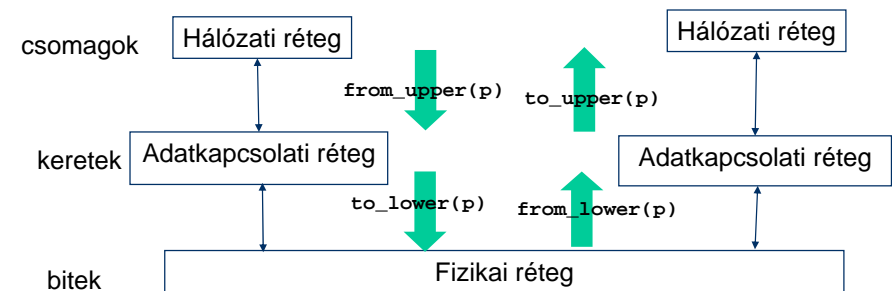 csomagok
Hálózati réteg
Hálózati réteg
from_upper(p)
to_upper(p)
keretek
Adatkapcsolati réteg
Adatkapcsolati réteg
to_lower(p)
from_lower(p)
bitek
Fizikai réteg